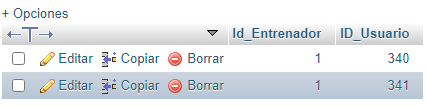 + Opciones
Id_Entrenador ID_Usuario
Editar Copiar Borrar 1 340
Editar Copiar Borrar 1 341